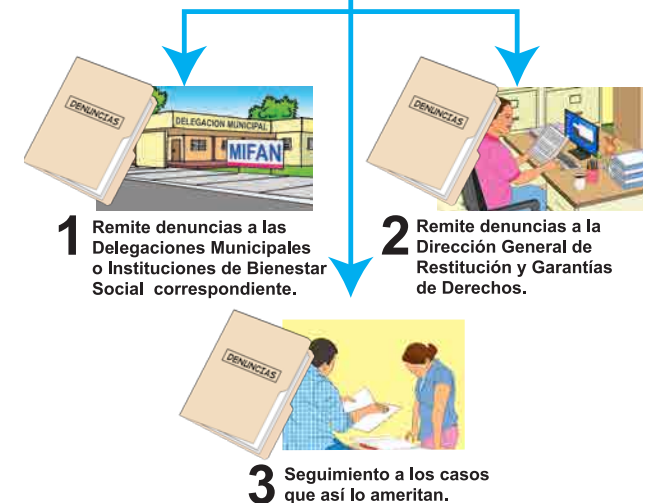 DENUNCIAS
DELEGACION MUNICIPAL
MIFAN
1 Remite denuncias a las
Delegaciones Municipales
o Instituciones de Bienestar
Social correspondiente.
DENUNCIAS
2 Remite denuncias a la
Dirección General de
Restitución y Garantías
de Derechos.
DENUNCIAS
3 Seguimiento a los casos
que así lo ameritan.